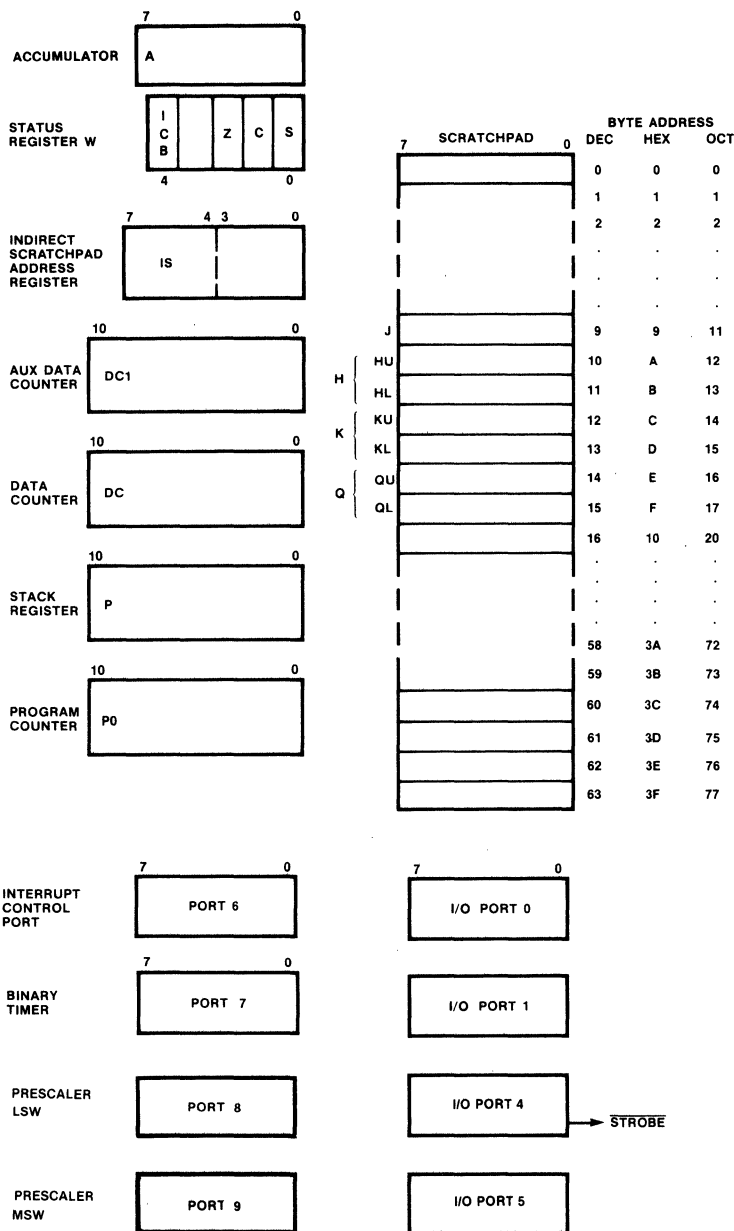 7 0
ACCUMULATOR A
STATUS REGISTER W
I C B Z C S
4 0
7 4 3 0
INDIRECT SCRATCHPAD ADDRESS REGISTER
IS
10 0
AUX DATA COUNTER
DC1
10 0
DATA COUNTER
DC
10 0
STACK REGISTER
P
10 0
PROGRAM COUNTER
P0
BYTE ADDRESS
7 SCRATCHPAD 0 DEC HEX OCT
0 0 0
1 1 1
2 2 2
. . .
. . .
. . .
J 9 9 11
H HU 10 A 12
HL 11 B 13
K KU 12 C 14
KL 13 D 15
Q QU 14 E 16
QL 15 F 17
16 10 20
. . .
. . .
. . .
58 3A 72
59 3B 73
60 3C 74
61 3D 75
62 3E 76
63 3F 77
7 0
INTERRUPT CONTROL PORT
PORT 6
7 0
BINARY TIMER
PORT 7
PRESCALER LSW
PORT 8
PRESCALER MSW
PORT 9
7 0
I/O PORT 0
I/O PORT 1
I/O PORT 4
STROBE
I/O PORT 5